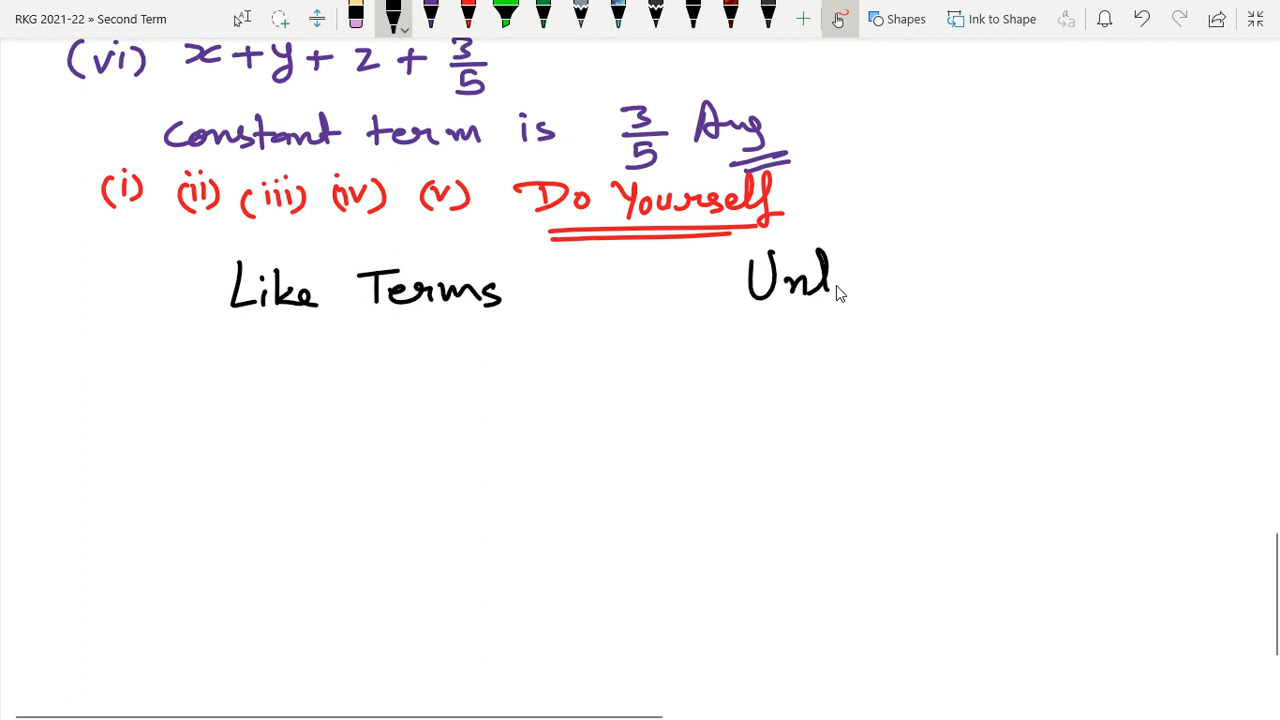 RKG 2021-22 » Second Term Shapes Ink to Shape
(vi) x + y + z + 3/5
Constant term is 3/5 Ans
(i) (ii) (iii) (iv) (v) Do Yourself
Like Terms Unl